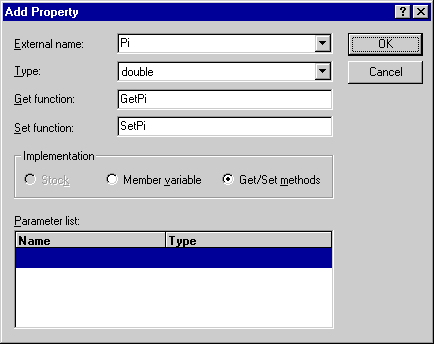 Add Property
External name: Pi OK
Type: double Cancel
Get function: GetPi
Set function: SetPi
Implementation
Stock Member variable Get/Set methods
Parameter list:
Name Type